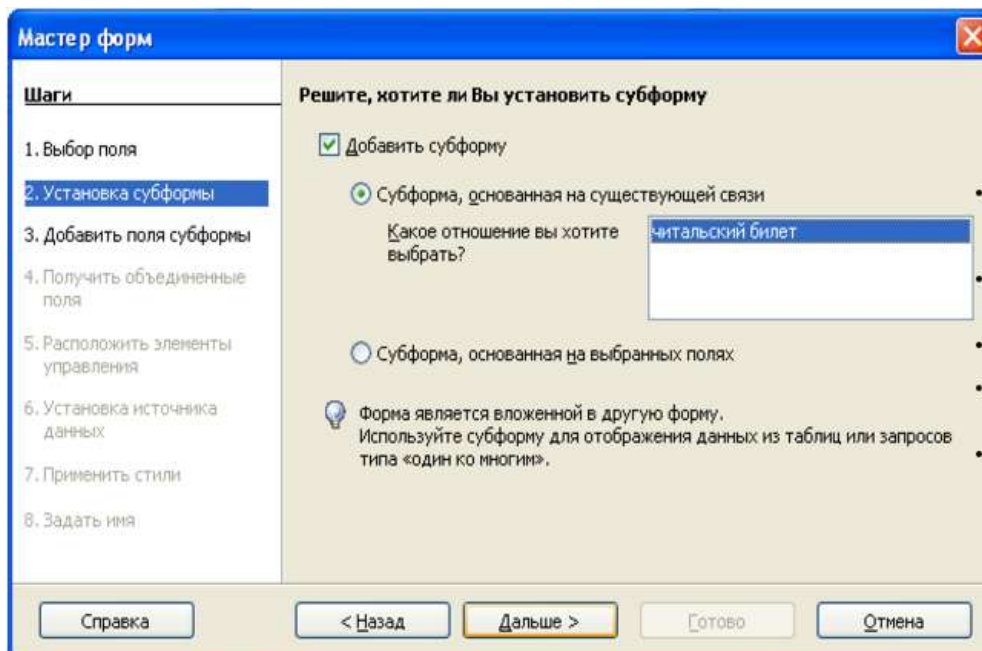 Мастер форм
Шаги
1. Выбор поля
2. Установка субформы
3. Добавить поля субформы
4. Получить объединенные
поля
5. Расположить элементы
управления
6. Установка источника
данных
7. Применить стили
8. Задать имя
Решите, хотите ли Вы установить субформу
Добавить субформу
Субформа, основанная на существующей связи
Какое отношение вы хотите
выбрать?
читальский билет
Субформа, основанная на выбранных полях
Форма является вложенной в другую форму.
Используйте субформу для отображения данных из таблиц или запросов
типа «один ко многим».
Справка
< Назад
Дальше >
Готово
Отмена